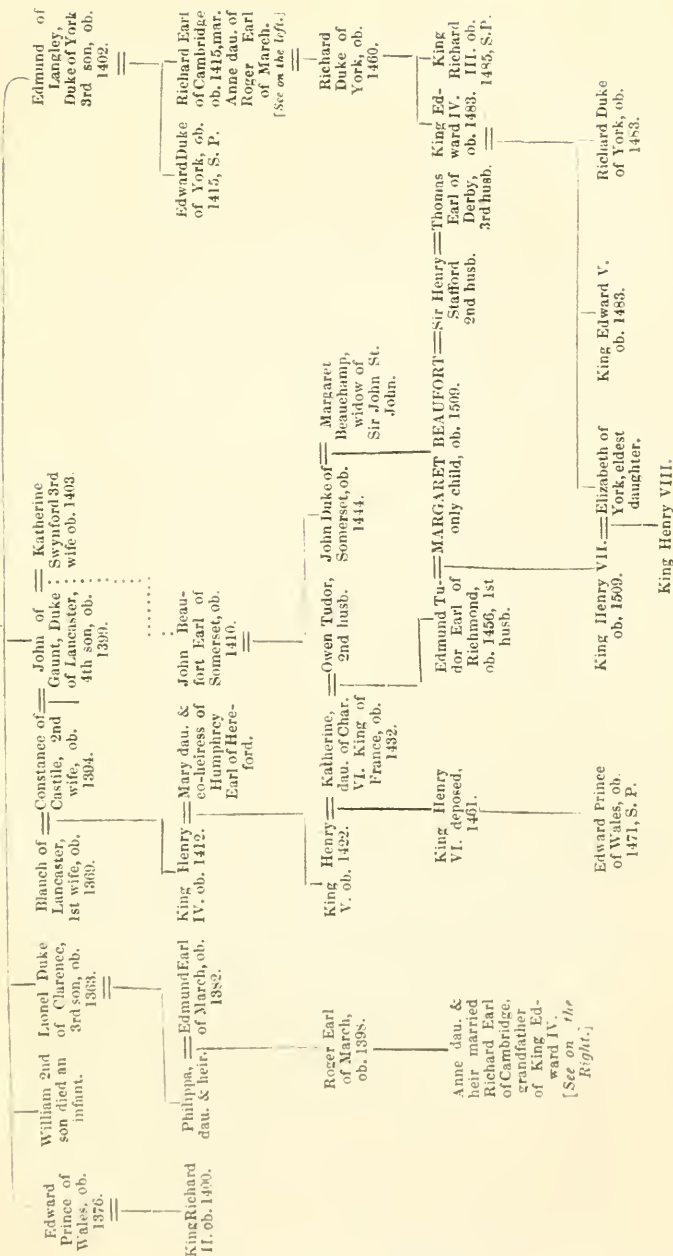 Edward
Prince of
Wales. ob.
1376.
William 2nd
son died an
infant.
Lionel Duke
of Clarence,
3rd son, ob.
1363.
Blanch of
Lancaster,
1st wife, ob.
1369.
Constance of
Castile, 2nd
wife, ob.
1394.
John of
Gaunt, Duke
of Lancaster,
4th son, ob.
1399.
Katherine
Swynford 3rd
wife ob. 1403.
Edmund of
Langley,
Duke of York
3rd son, ob.
1402.
King Richard
II. ob. 1400.
Philippa,
dau. & heir.
Edmund Earl
of March, ob.
1382.
King Henry
IV. ob. 1412.
Mary dau. &
co-heiress of
Humphrey
Earl of Here-
ford.
John Beau-
fort Earl of
Somerset, ob.
1410.
Edward Duke
of York, ob.
1415, S. P.
Richard Earl
of Cambridge
ob. 1415, mar.
Anne dau. of
Roger Earl
of March.
[See on the left.]
Roger Earl
of March,
ob. 1398.
King Henry
V. ob. 1422.
Katherine,
dau. of Char.
VI. King of
France, ob.
1432.
Owen Tudor,
2nd husb.
John Duke of
Somerset, ob.
1444.
Margaret
Beauchamp,
widow of
Sir John St.
John.
Richard
Duke of
York, ob.
1460.
Anne dau. &
heir married
Richard Earl
of Cambridge,
grandfather
of King Ed-
ward IV.
[See on the
Right.]
King Henry
VI. deposed,
1461.
Edmund Tu-
dor Earl of
Richmond,
ob. 1456, 1st
husb.
MARGARET BEAUFORT
only child, ob. 1509.
Sir Henry
Stafford
2nd husb.
Thomas
Earl of
Derby,
3rd husb.
King Ed-
ward IV.
ob. 1483.
King
Richard
III. ob.
1485, S.P.
Edward Prince
of Wales, ob.
1471, S. P.
King Henry VII.
ob. 1509.
Elizabeth of
York, eldest
daughter.
King Edward V.
ob. 1483.
Richard Duke
of York, ob.
1483.
King Henry VIII.